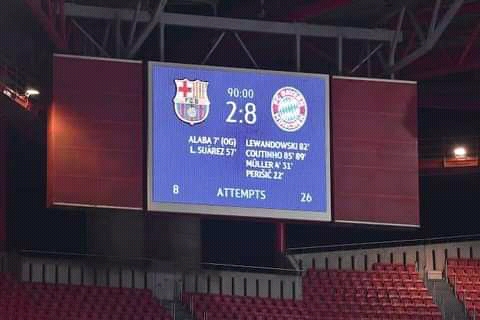 90:00
2:8
ALABA 7' (OG)
L. SUÁREZ 57'
LEWANDOWSKI 82'
COUTINHO 85' 89'
MÜLLER 4' 31'
PERIŠIĆ 22'
8 ATTEMPTS 26